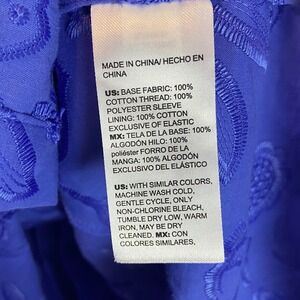 MADE IN CHINA/ HECHO EN
CHINA
US: BASE FABRIC: 100%
COTTON THREAD: 100%
POLYESTER SLEEVE
LINING: 100% COTTON
EXCLUSIVE OF ELASTIC
MX: TELA DE LA BASE: 100%
ALGODÓN HILO: 100%
poliéster FORRO DE LA
MANGA: 100% ALGODÓN
EXCLUSIVO DEL ELÁSTICO
US: WITH SIMILAR COLORS,
MACHINE WASH COLD,
GENTLE CYCLE, ONLY
NON-CHLORINE BLEACH,
TUMBLE DRY LOW, WARM
IRON, MAY BE DRY
CLEANED. MX: CON
COLORES SIMILARES,